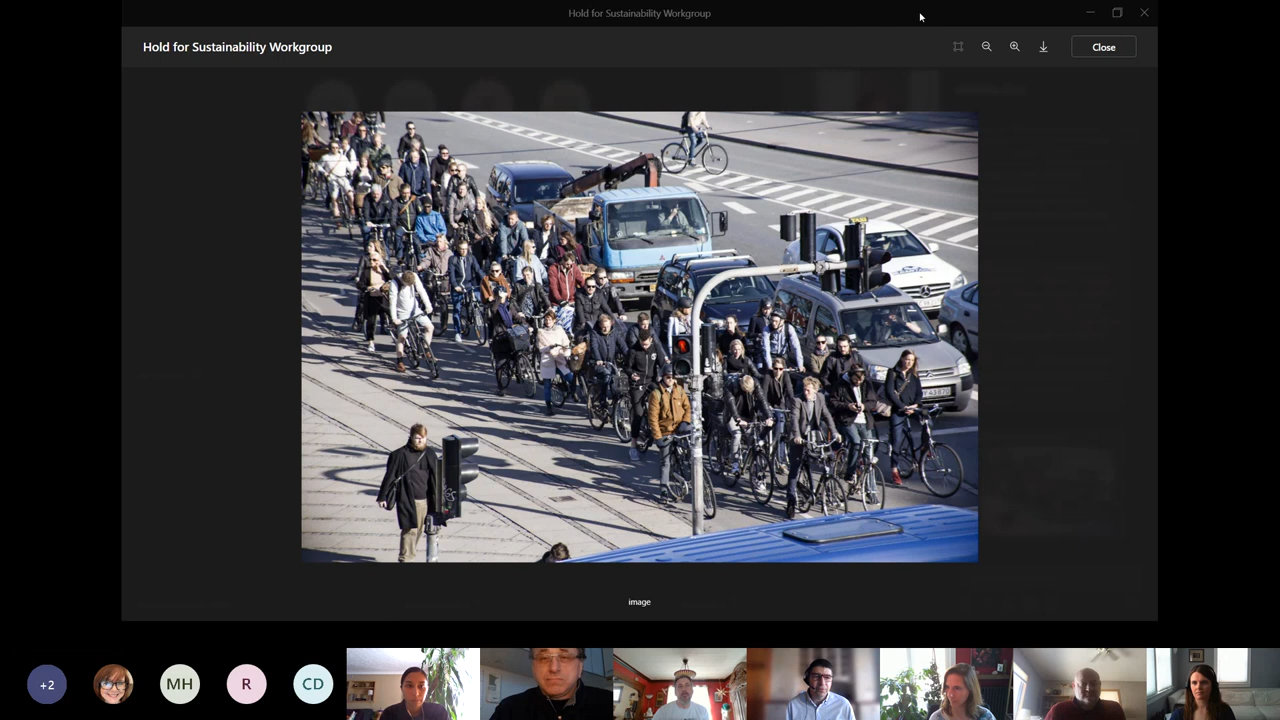 Hold for Sustainability Workgroup
Hold for Sustainability Workgroup
Close
image
+2
MH
R
CD